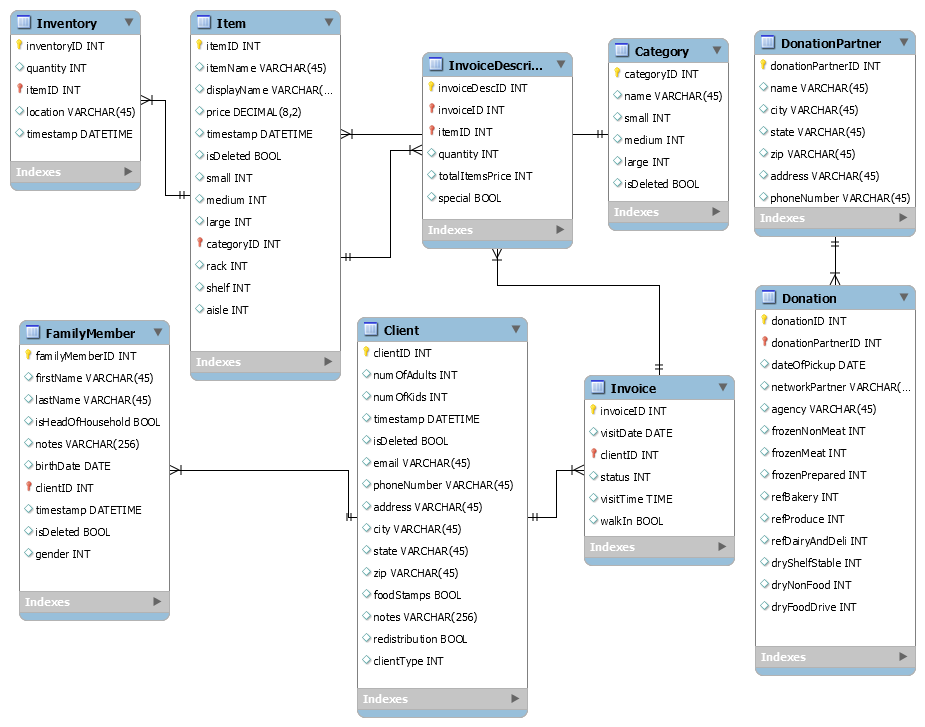 Inventory
inventoryID INT
quantity INT
itemID INT
location VARCHAR(45)
timestamp DATETIME
Indexes
Item
itemID INT
itemName VARCHAR(45)
displayName VARCHAR(...
price DECIMAL(8,2)
timestamp DATETIME
isDeleted BOOL
small INT
medium INT
large INT
categoryID INT
rack INT
shelf INT
aisle INT
Indexes
InvoiceDescri...
invoiceDescID INT
invoiceID INT
itemID INT
quantity INT
totalItemsPrice INT
special BOOL
Indexes
Category
categoryID INT
name VARCHAR(45)
small INT
medium INT
large INT
isDeleted BOOL
Indexes
DonationPartner
donationPartnerID INT
name VARCHAR(45)
city VARCHAR(45)
state VARCHAR(45)
zip VARCHAR(45)
address VARCHAR(45)
phoneNumber VARCHAR(45)
Indexes
FamilyMember
familyMemberID INT
firstName VARCHAR(45)
lastName VARCHAR(45)
isHeadOfHousehold BOOL
notes VARCHAR(256)
birthDate DATE
clientID INT
timestamp DATETIME
isDeleted BOOL
gender INT
Indexes
Client
clientID INT
numOfAdults INT
numOfKids INT
timestamp DATETIME
isDeleted BOOL
email VARCHAR(45)
phoneNumber VARCHAR(45)
address VARCHAR(45)
city VARCHAR(45)
state VARCHAR(45)
zip VARCHAR(45)
foodStamps BOOL
notes VARCHAR(256)
redistribution BOOL
clientType INT
Indexes
Invoice
invoiceID INT
visitDate DATE
clientID INT
status INT
visitTime TIME
walkIn BOOL
Indexes
Donation
donationID INT
donationPartnerID INT
dateOfPickup DATE
networkPartner VARCHAR(...
agency VARCHAR(45)
frozenNonMeat INT
frozenMeat INT
frozenPrepared INT
refBakery INT
refProduce INT
refDairyAndDeli INT
dryShelfStable INT
dryNonFood INT
dryFoodDrive INT
Indexes